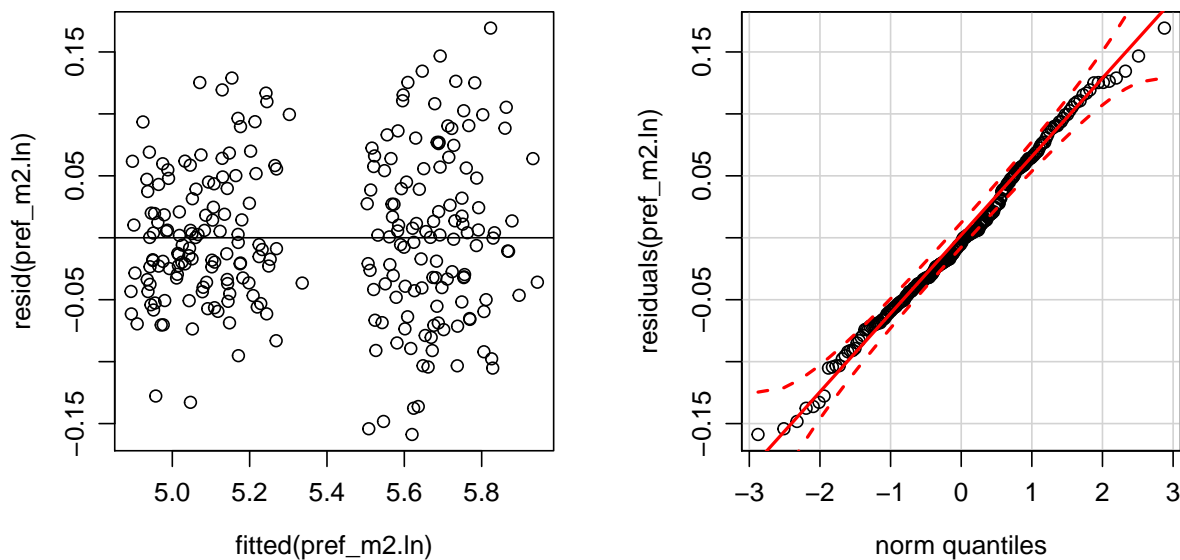 resid(pref_m2.ln)
0.15
0.05
−0.05
−0.15
5.0 5.2 5.4 5.6 5.8
fitted(pref_m2.ln)
residuals(pref_m2.ln)
0.15
0.05
−0.05
−0.15
−3 −2 −1 0 1 2 3
norm quantiles